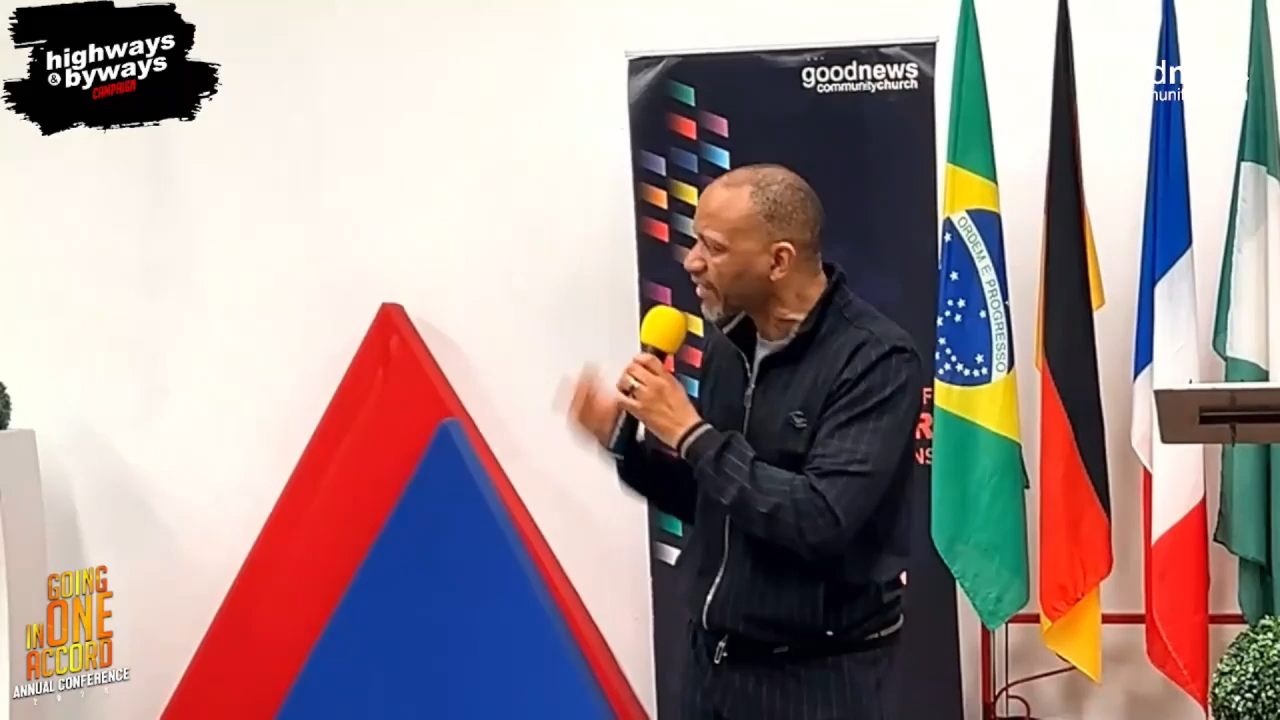 highways
& byways
CAMPAIGN
goodnews
communitychurch
ORDEM E PROGRESSO
GOING
IN ONE
ACCORD
ANNUAL CONFERENCE